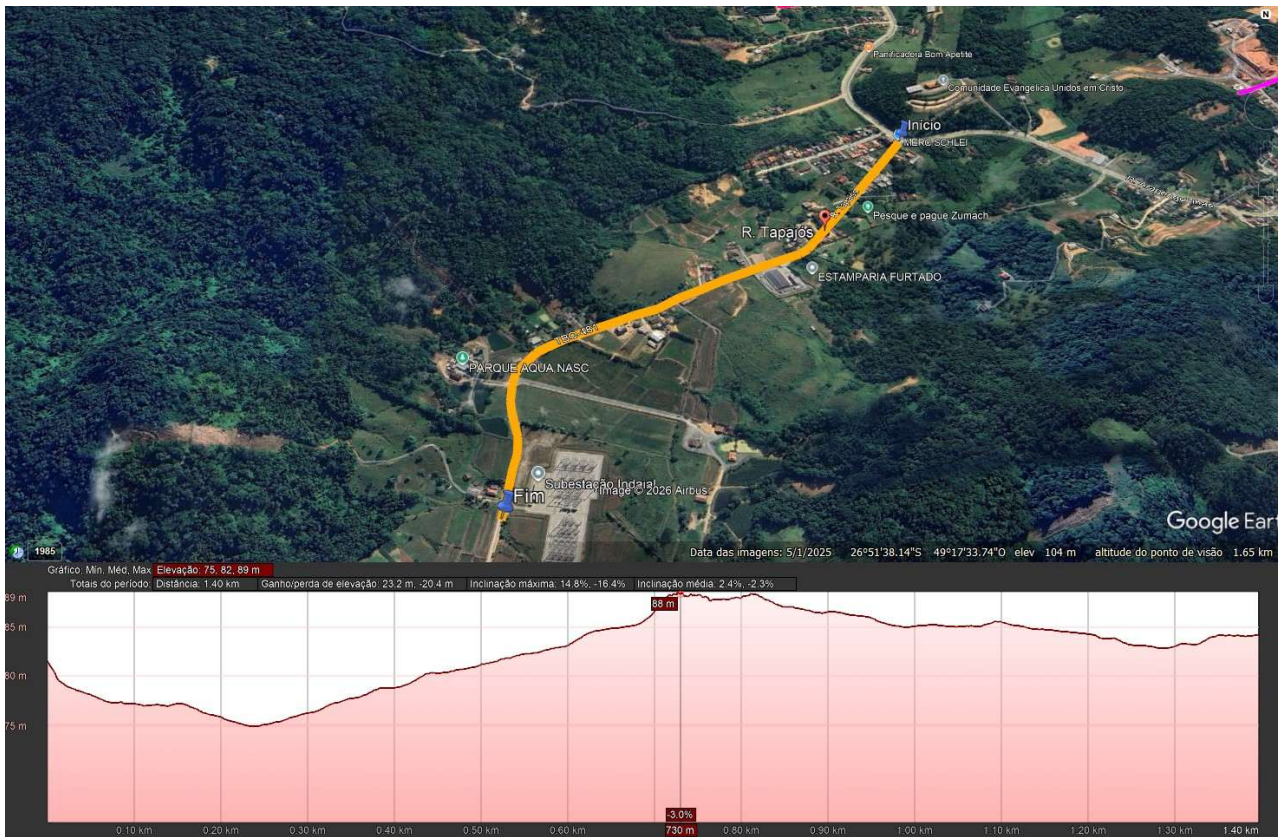 N
Panificadora Bom Apetite
Comunidade Evangelica Unidos em Cristo
Início
MERC SCHLEI
Pesque e pague Zumach
R. Tapajós
ESTAMPARIA FURTADO
PARQUE AQUA NASC
Subestação Indaial
Image © 2026 Airbus
Fim
Google Eart
1985
Data das imagens: 5/1/2025 26°51'38.14"S 49°17'33.74"O elev 104 m altitude do ponto de visão 1.65 km
Gráfico: Mín, Méd, Max Elevação: 75, 82, 89 m
Totais do período: Distância: 1.40 km Ganho/perda de elevação: 23.2 m, -20.4 m Inclinação máxima: 14.8%, -16.4% Inclinação média: 2.4%, -2.3%
89 m
88 m
85 m
80 m
75 m
-3.0%
0.10 km 0.20 km 0.30 km 0.40 km 0.50 km 0.60 km 730 m 0.80 km 0.90 km 1.00 km 1.10 km 1.20 km 1.30 km 1.40 km